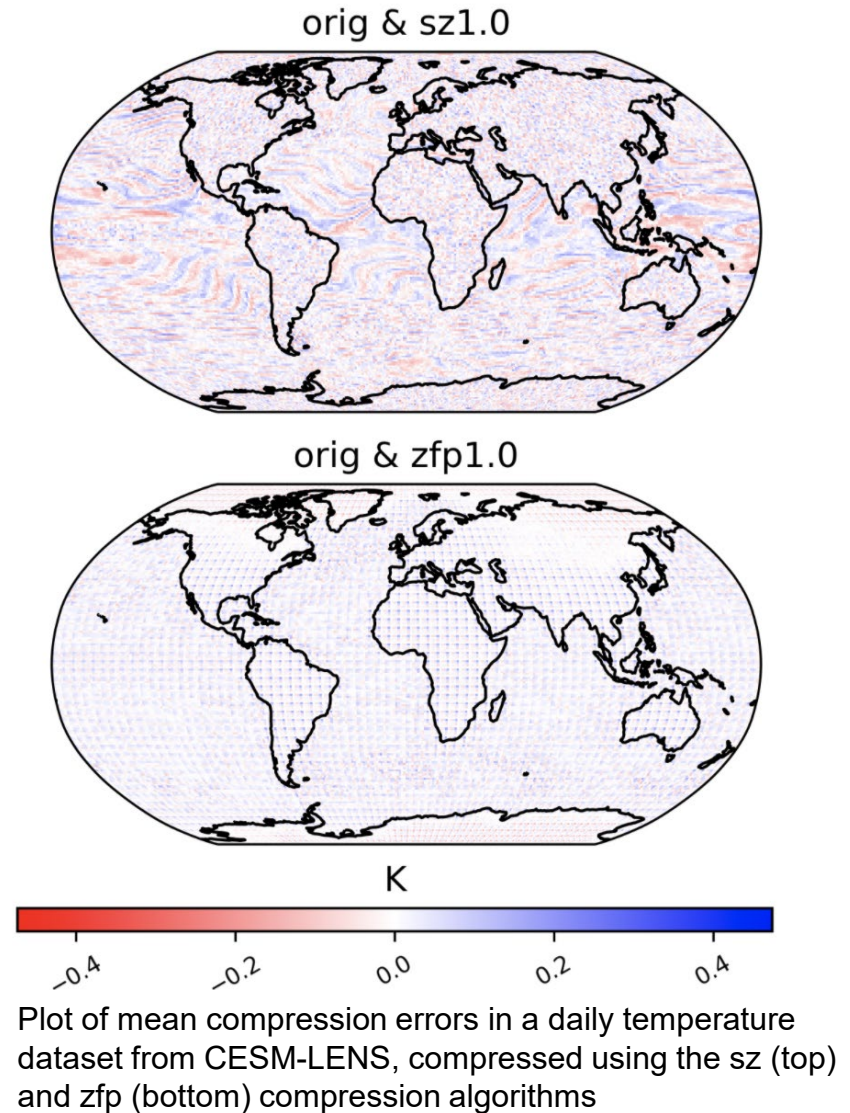 orig & sz1.0
orig & zfp1.0
K
−0.4 −0.2 0.0 0.2 0.4
Plot of mean compression errors in a daily temperature
dataset from CESM-LENS, compressed using the sz (top)
and zfp (bottom) compression algorithms